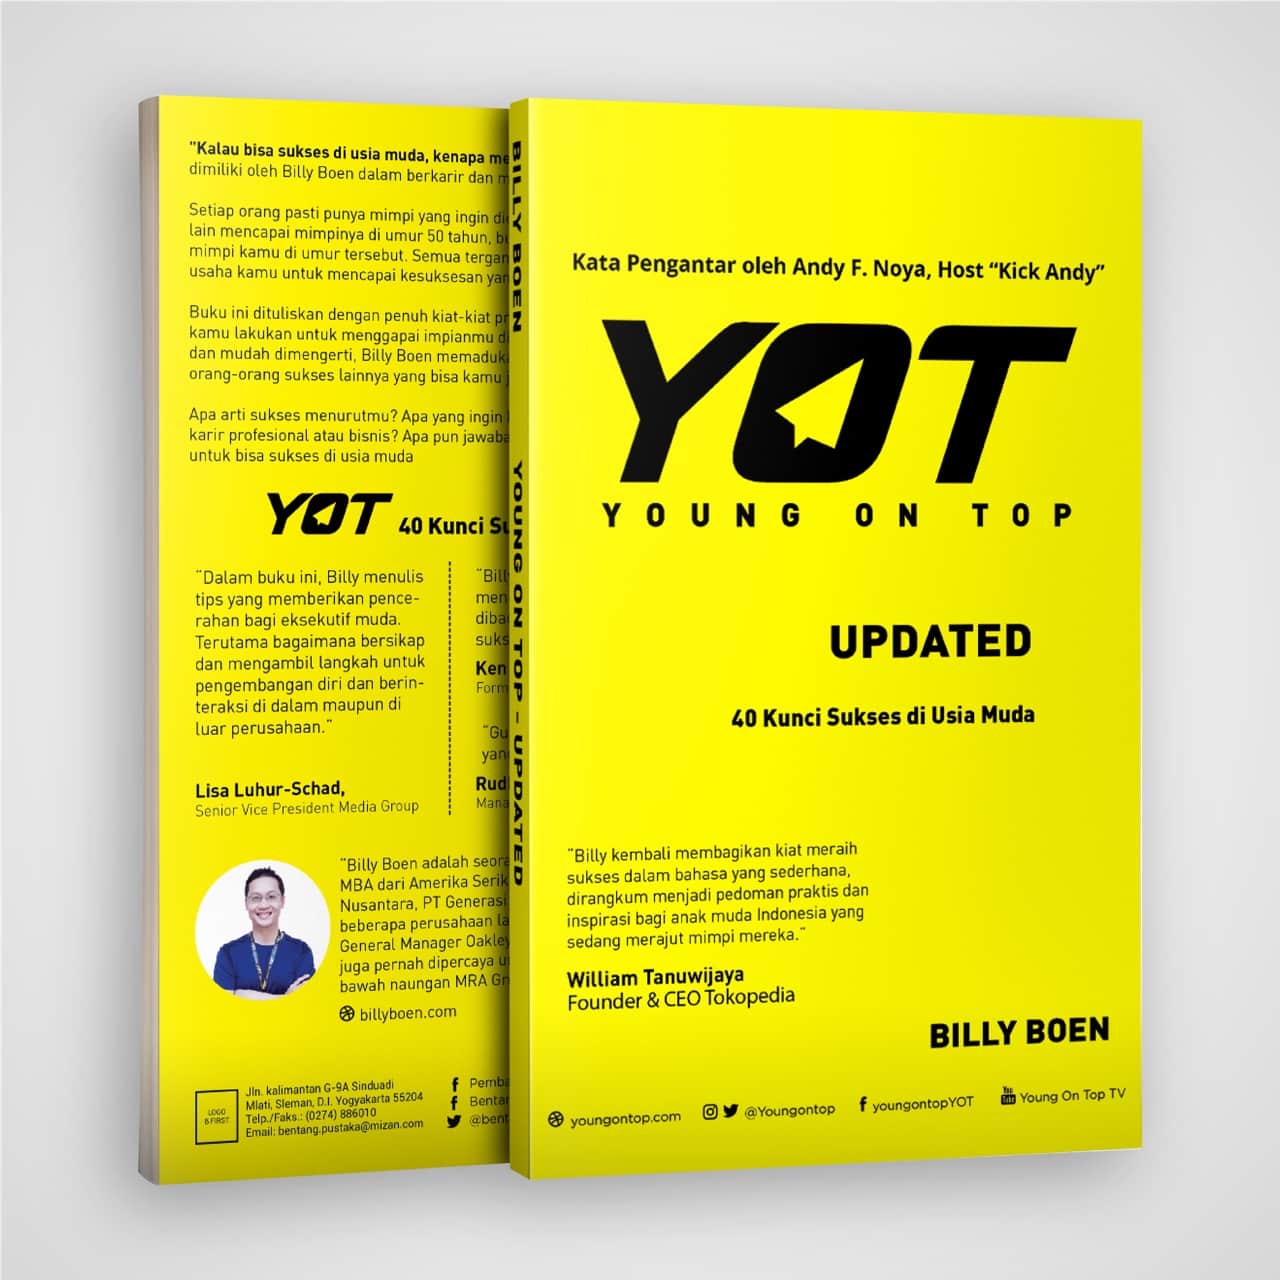 "Kalau bisa sukses di usia muda, kenapa
dimiliki oleh Billy Boen dalam berkarir dan
Setiap orang pasti punya mimpi yang ingin
lain mencapai mimpinya di umur 50 tahun,
mimpi kamu di umur tersebut. Semua
usaha kamu untuk mencapai kesuksesan
Buku ini dituliskan dengan penuh kiat-kiat
kamu lakukan untuk menggapai impianmu
dan mudah dimengerti, Billy Boen
orang-orang sukses lainnya yang bisa kamu
Apa arti sukses menurutmu? Apa yang ingin
karir profesional atau bisnis? Apa pun
untuk bisa sukses di usia muda
YOT 40 Kunci
“Dalam buku ini, Billy menulis
tips yang memberikan pence-
rahan bagi eksekutif muda.
Terutama bagaimana bersikap
dan mengambil langkah untuk
pengembangan diri dan berin-
teraksi di dalam maupun di
luar perusahaan.”
Lisa Luhur-Schad,
Senior Vice President Media Group
Ken
“Billy Boen adalah
MBA dari Amerika
Nusantara, PT
beberapa perusahaan
General Manager Oakley
juga pernah dipercaya
bawah naungan MRA
billyboen.com
LOGO
B FIRST
Jln. kalimantan G-9A Sinduadi
Mlati, Sleman, D.I. Yogyakarta 55204
Telp./Faks.: (0274) 886010
Email: bentang.pustaka@mizan.com
BILLY BOEN YOUNG ON TOP - UPDATED
Kata Pengantar oleh Andy F. Noya, Host “Kick Andy”
YOT
YOUNG ON TOP
UPDATED
40 Kunci Sukses di Usia Muda
“Billy kembali membagikan kiat meraih
sukses dalam bahasa yang sederhana,
dirangkum menjadi pedoman praktis dan
inspirasi bagi anak muda Indonesia yang
sedang merajut mimpi mereka.”
William Tanuwijaya
Founder & CEO Tokopedia
BILLY BOEN
youngontop.com @Youngontop youngontopYOT You Tube Young On Top TV